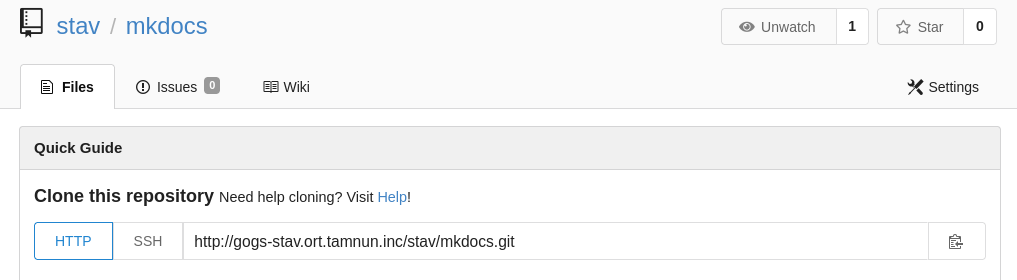 stav / mkdocs
Unwatch 1 Star 0
Files Issues 0 Wiki Settings
Quick Guide
Clone this repository Need help cloning? Visit Help!
HTTP SSH http://gogs-stav.ort.tamnun.inc/stav/mkdocs.git